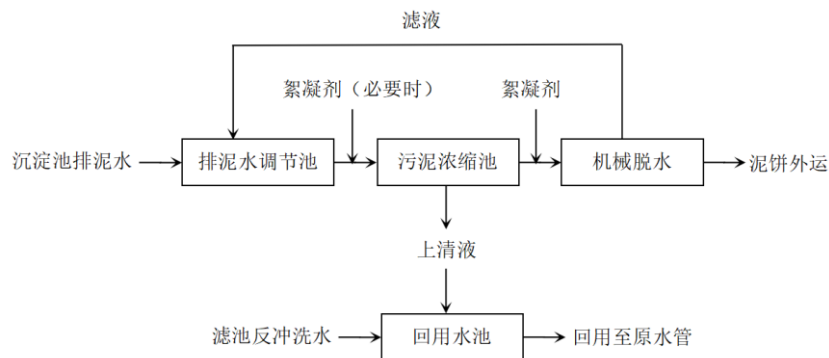 滤液
絮凝剂（必要时）
絮凝剂
沉淀池排泥水
排泥水调节池
污泥浓缩池
机械脱水
泥饼外运
上清液
滤池反冲洗水
回用水池
回用至原水管